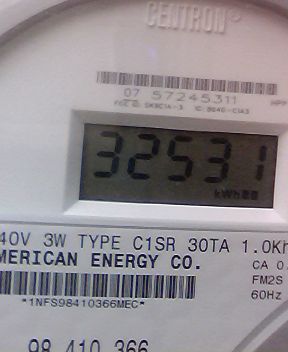 CENTRON®
07 57245311
32531
kWh
40V 3W TYPE C1SR 30TA 1.0Kh
MERICAN ENERGY CO.
CA 0.
FM2S
*1NFS98410366MEC*
60Hz
98 410 366